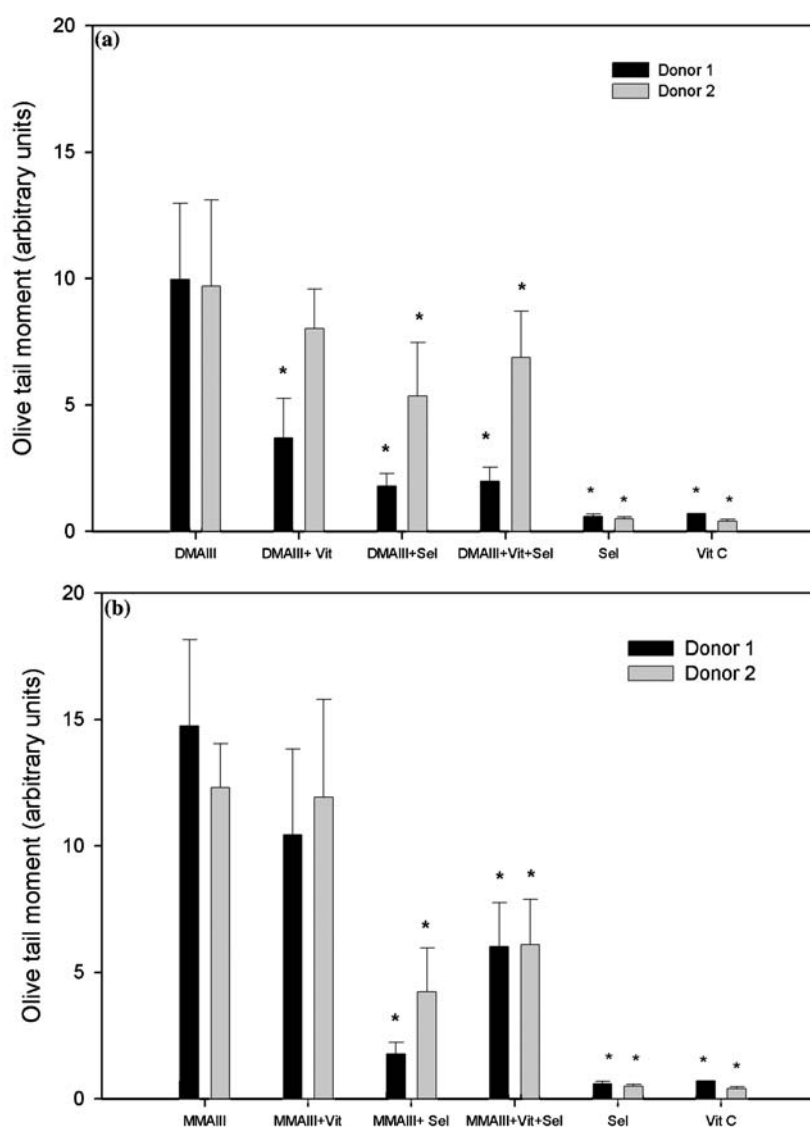 20
(a)
Donor 1
Donor 2
15
10
5
0
Olive tail moment (arbitrary units)
*
*
*
*
*
*
*
*
*
DMAIII DMAIII+ Vit DMAIII+Sel DMAIII+Vit+Sel Sel Vit C
20
(b)
Donor 1
Donor 2
15
10
5
0
Olive tail moment (arbitrary units)
*
*
*
*
*
*
*
*
MMAIII MMAIII+Vit MMAIII+ Sel MMAIII+Vit+Sel Sel Vit C